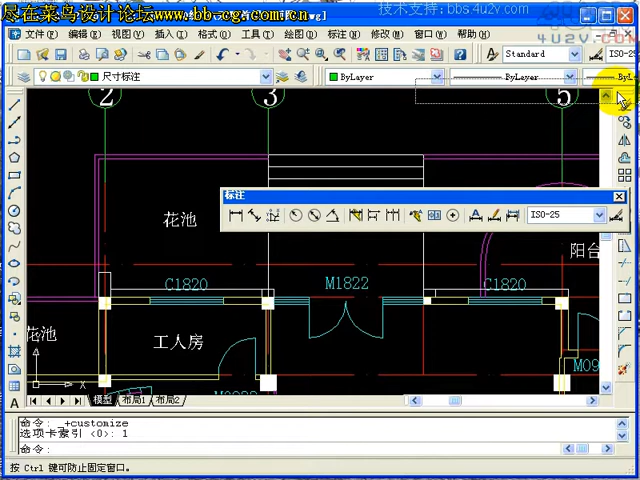 尽在菜鸟设计论坛www.bb-cg.com.cn
.wg]
技术支持: bbs.4u2v.com
4U2V.COM
文件(F) 编辑(E) 视图(V) 插入(I) 格式(O) 工具(T) 绘图(D) 标注(N) 修改(M) 窗口(W) 帮助(H)
Standard ISO-25
尺寸标注 ByLayer ByLayer ByL
2 3 5
标注
ISO-25
花池
阳台
C1820 M1822 C1820
花池 工人房
M09
X
模型 布局1 布局2
命令: _+customize
选项卡索引 <0>: 1
命令:
按 Ctrl 键可防止固定窗口。